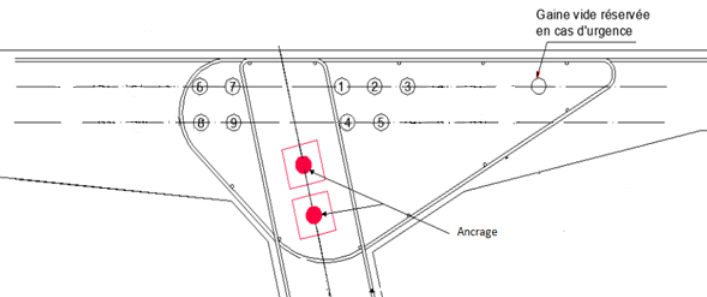 Gaine vide réservée
en cas d'urgence
6 7 1 2 3
8 9 4 5
Ancrage